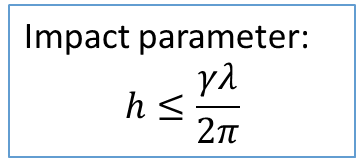 Impact parameter:
h ≤ γλ / 2π